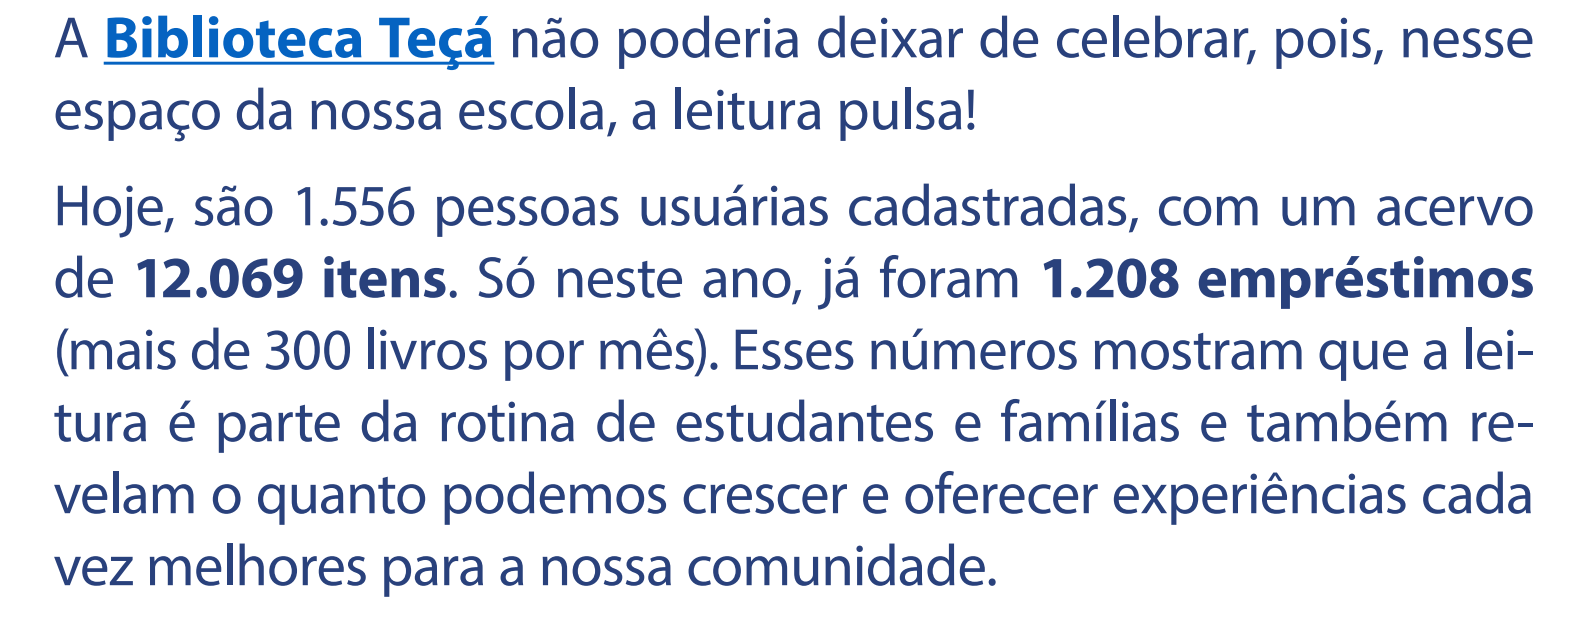 A Biblioteca Teçá não poderia deixar de celebrar, pois, nesse
espaço da nossa escola, a leitura pulsa!
Hoje, são 1.556 pessoas usuárias cadastradas, com um acervo
de 12.069 itens. Só neste ano, já foram 1.208 empréstimos
(mais de 300 livros por mês). Esses números mostram que a lei-
tura é parte da rotina de estudantes e famílias e também re-
velam o quanto podemos crescer e oferecer experiências cada
vez melhores para a nossa comunidade.